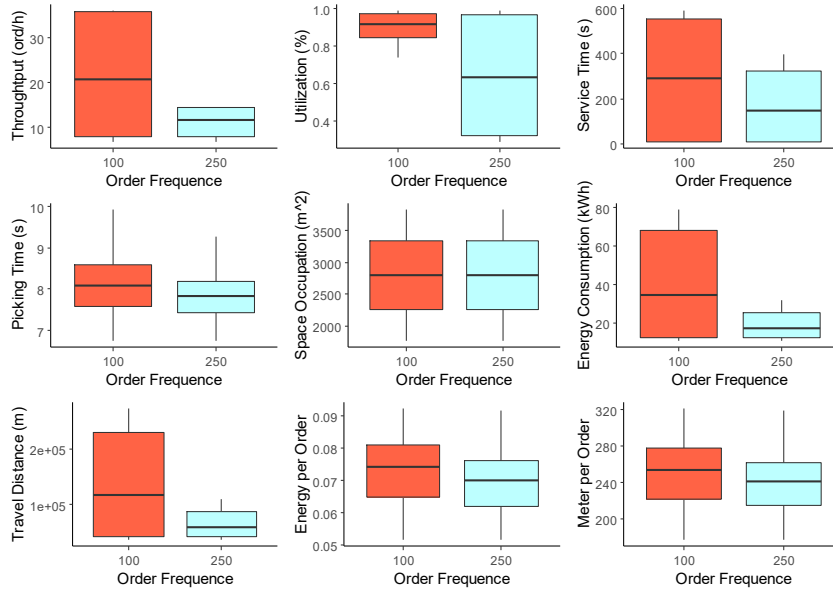 Throughtput (ord/h)
30
20
10
100
250
Order Frequence
Utilization (%)
1.0
0.8
0.6
0.4
100
250
Order Frequence
Service Time (s)
600
400
200
0
100
250
Order Frequence
Picking Time (s)
10
9
8
7
100
250
Order Frequence
Space Occupation (m^2)
3500
3000
2500
2000
100
250
Order Frequence
Energy Consumption (kWh)
80
60
40
20
100
250
Order Frequence
Travel Distance (m)
2e+05
1e+05
100
250
Order Frequence
Energy per Order
0.09
0.08
0.07
0.06
0.05
100
250
Order Frequence
Meter per Order
320
280
240
200
100
250
Order Frequence